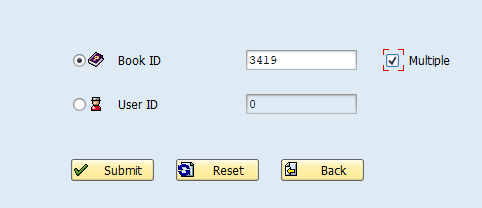 Book ID 3419 Multiple
User ID 0
Submit Reset Back